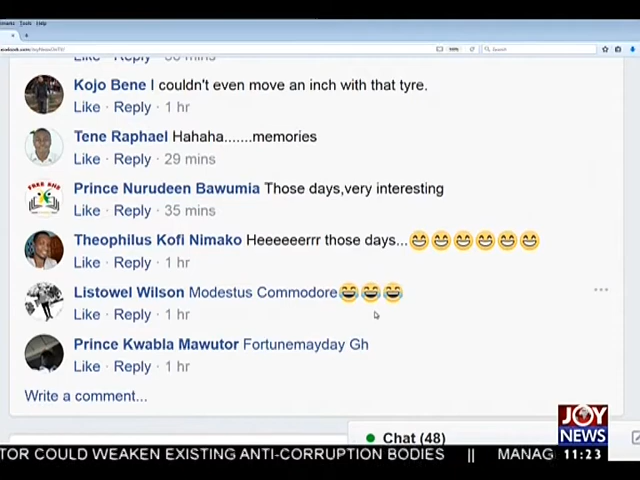 Tools Help
Like · Reply
Kojo Bene I couldn't even move an inch with that tyre.
Like · Reply · 1 hr
Tene Raphael Hahaha.......memories
Like · Reply · 29 mins
Prince Nurudeen Bawumia Those days,very interesting
Like · Reply · 35 mins
Theophilus Kofi Nimako Heeeeeerrr those days...😄😄😄😄😄😄
Like · Reply · 1 hr
Listowel Wilson Modestus Commodore😂😂😂
Like · Reply · 1 hr
Prince Kwabla Mawutor Fortunemayday Gh
Like · Reply · 1 hr
Write a comment...
Chat (48)
JOY
NEWS
TOR COULD WEAKEN EXISTING ANTI-CORRUPTION BODIES || MANAG
11:23